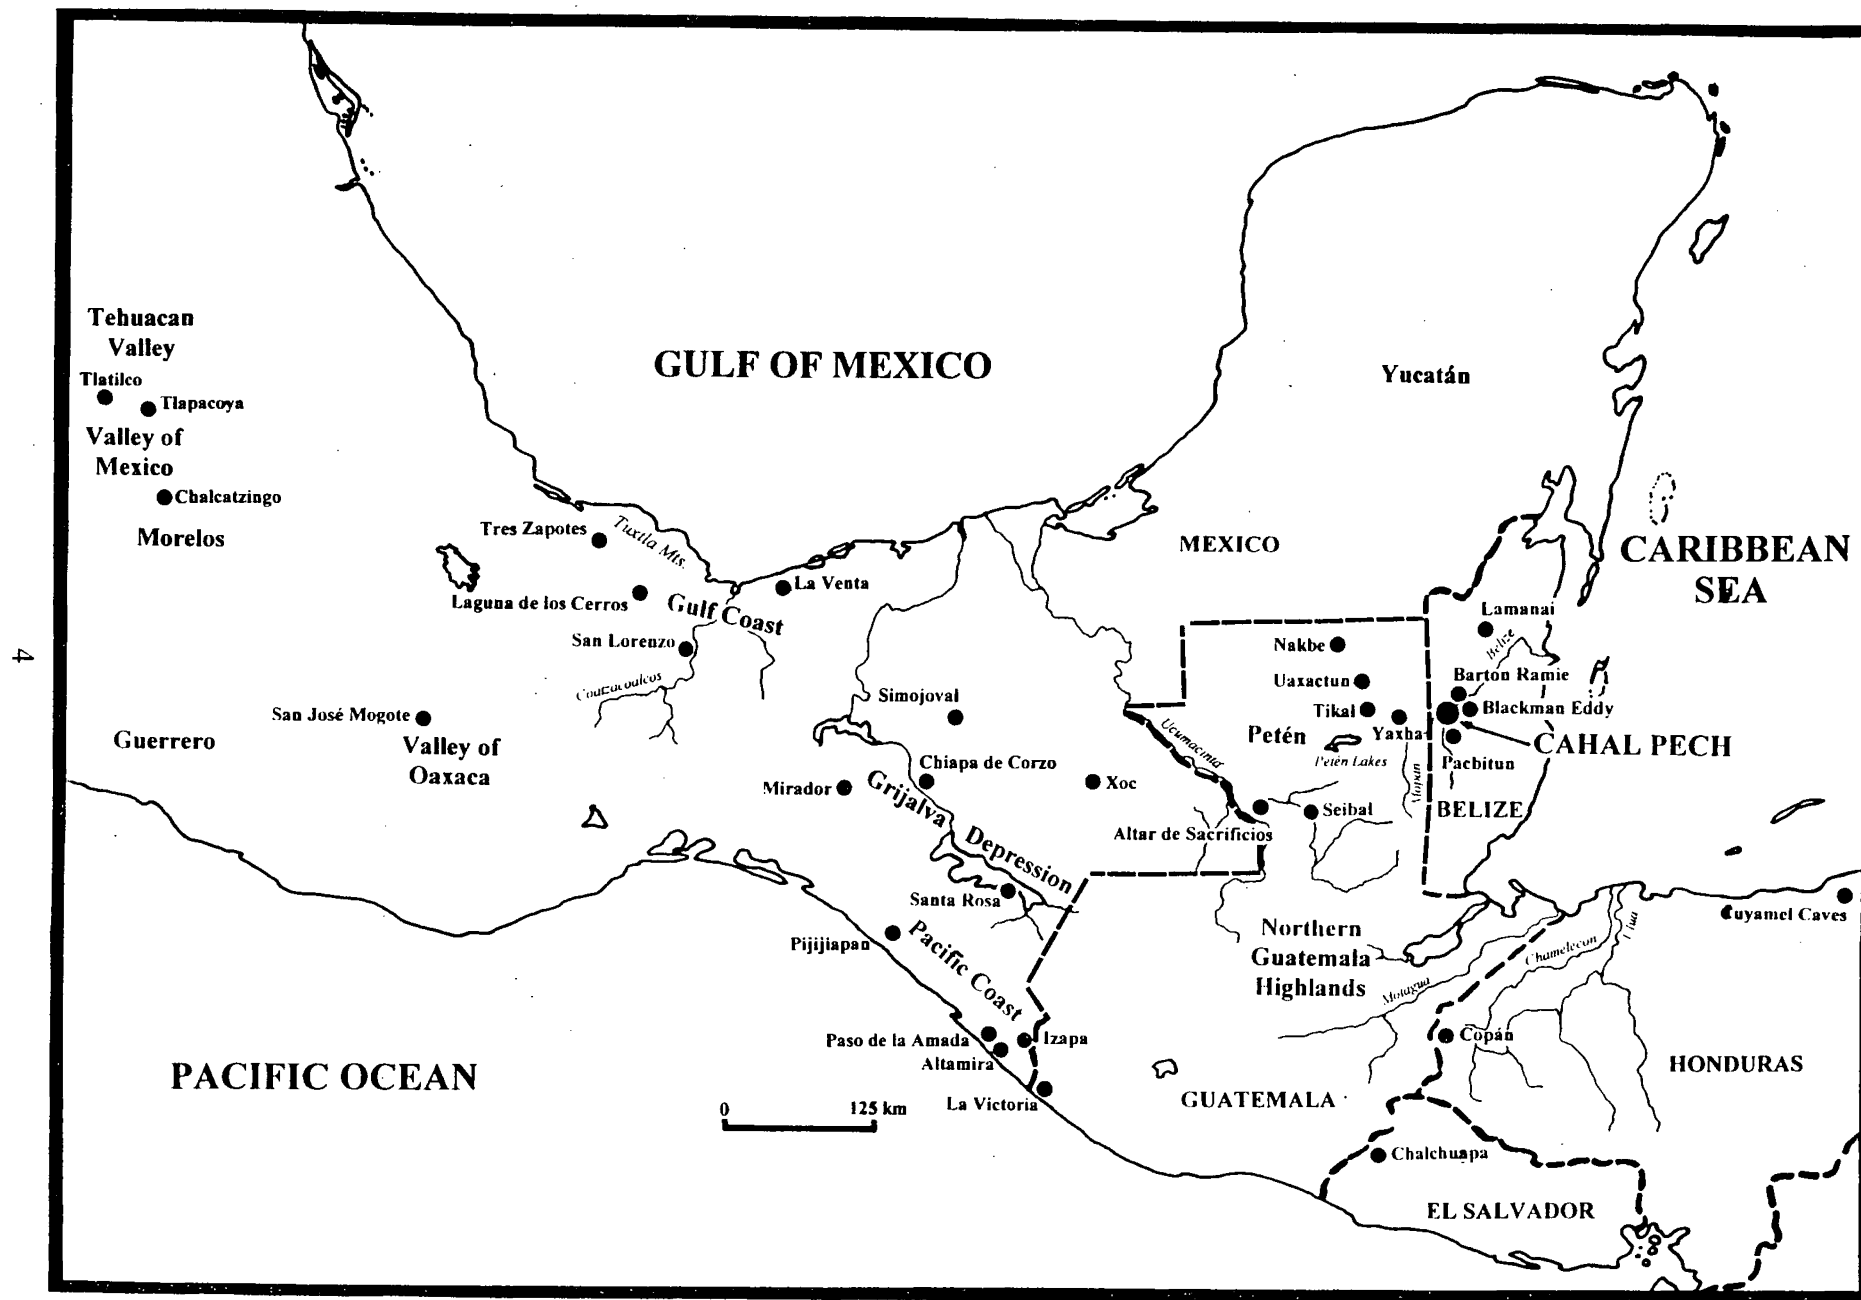 Tehuacan
Valley
Tlatilco
Tlapacoya
Valley of
Mexico
Chalcatzingo
Morelos
GULF OF MEXICO
Yucatán
Tres Zapotes
Tuxtla Mts.
MEXICO
CARIBBEAN
SEA
La Venta
Laguna de los Cerros
Gulf Coast
Lamanai
San Lorenzo
Nakbe
Belize
Coatzacoalcos
Simojoval
Uaxactun
Barton Ramie
4
San José Mogote
Tikal
Blackman Eddy
Guerrero
Valley of
Oaxaca
Petén
Yaxha
CAHAL PECH
Usumacinta
Petén Lakes
Pacbitun
Chiapa de Corzo
Mirador
Grijalva
Depression
Xoc
Mopan
Seibal
BELIZE
Altar de Sacrificios
Santa Rosa
Cuyamel Caves
Pijijiapan
Pacific Coast
Northern
Guatemala
Highlands
Chamelecon
Ulua
Motagua
Paso de la Amada
Izapa
Altamira
Copán
PACIFIC OCEAN
HONDURAS
La Victoria
GUATEMALA
0 125 km
Chalchuapa
EL SALVADOR